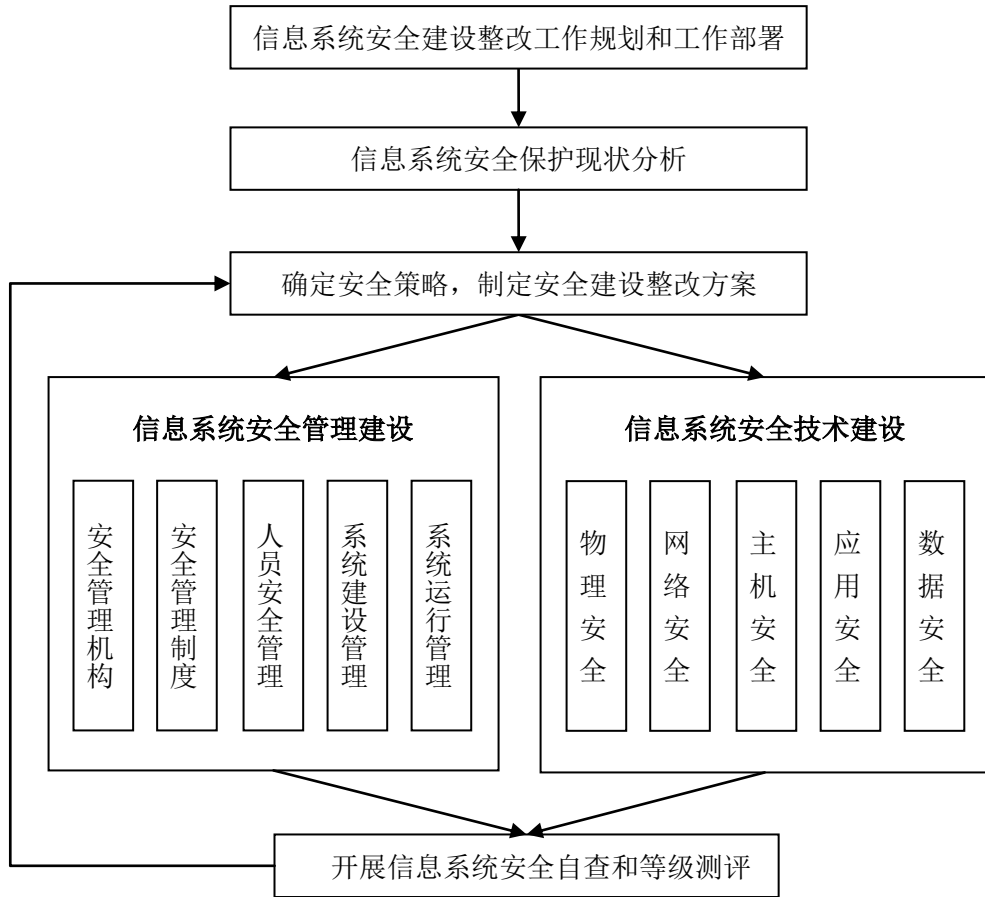 信息系统安全建设整改工作规划和工作部署
信息系统安全保护现状分析
确定安全策略，制定安全建设整改方案
信息系统安全管理建设
安全管理机构
安全管理制度
人员安全管理
系统建设管理
系统运行管理
信息系统安全技术建设
物理安全
网络安全
主机安全
应用安全
数据安全
开展信息系统安全自查和等级测评